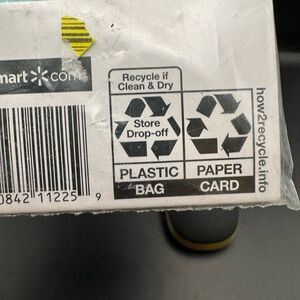 mart com
Recycle if
Clean & Dry
Store
Drop-off
PLASTIC
BAG
PAPER
CARD
how2recycle.info
0842 11225 9